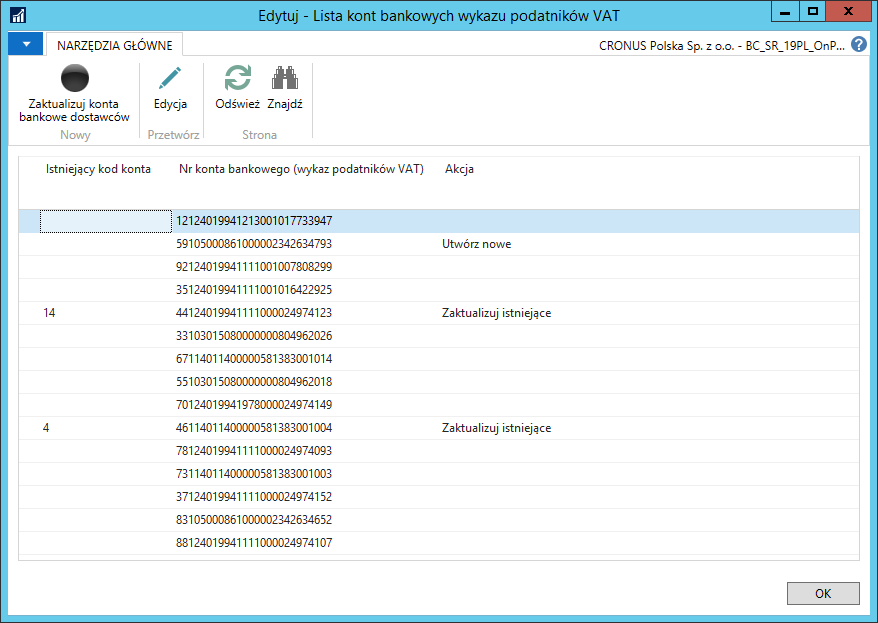 Edytuj - Lista kont bankowych wykazu podatników VAT
NARZĘDZIA GŁÓWNE
CRONUS Polska Sp. z o.o. - BC_SR_19PL_OnP...
Zaktualizuj konta bankowe dostawców
Edycja
Odśwież
Znajdź
Nowy
Przetwórz
Strona
Istniejący kod konta Nr konta bankowego (wykaz podatników VAT) Akcja
12124019941213001017733947
59105000861000002342634793 Utwórz nowe
92124019941111001007808299
35124019941111001016422925
14 44124019941111000024974123 Zaktualizuj istniejące
33103015080000000804962026
67114011400000581383001014
55103015080000000804962018
70124019941978000024974149
4 46114011400000581383001004 Zaktualizuj istniejące
78124019941111000024974093
73114011400000581383001003
37124019941111000024974152
83105000861000002342634652
88124019941111000024974107
OK